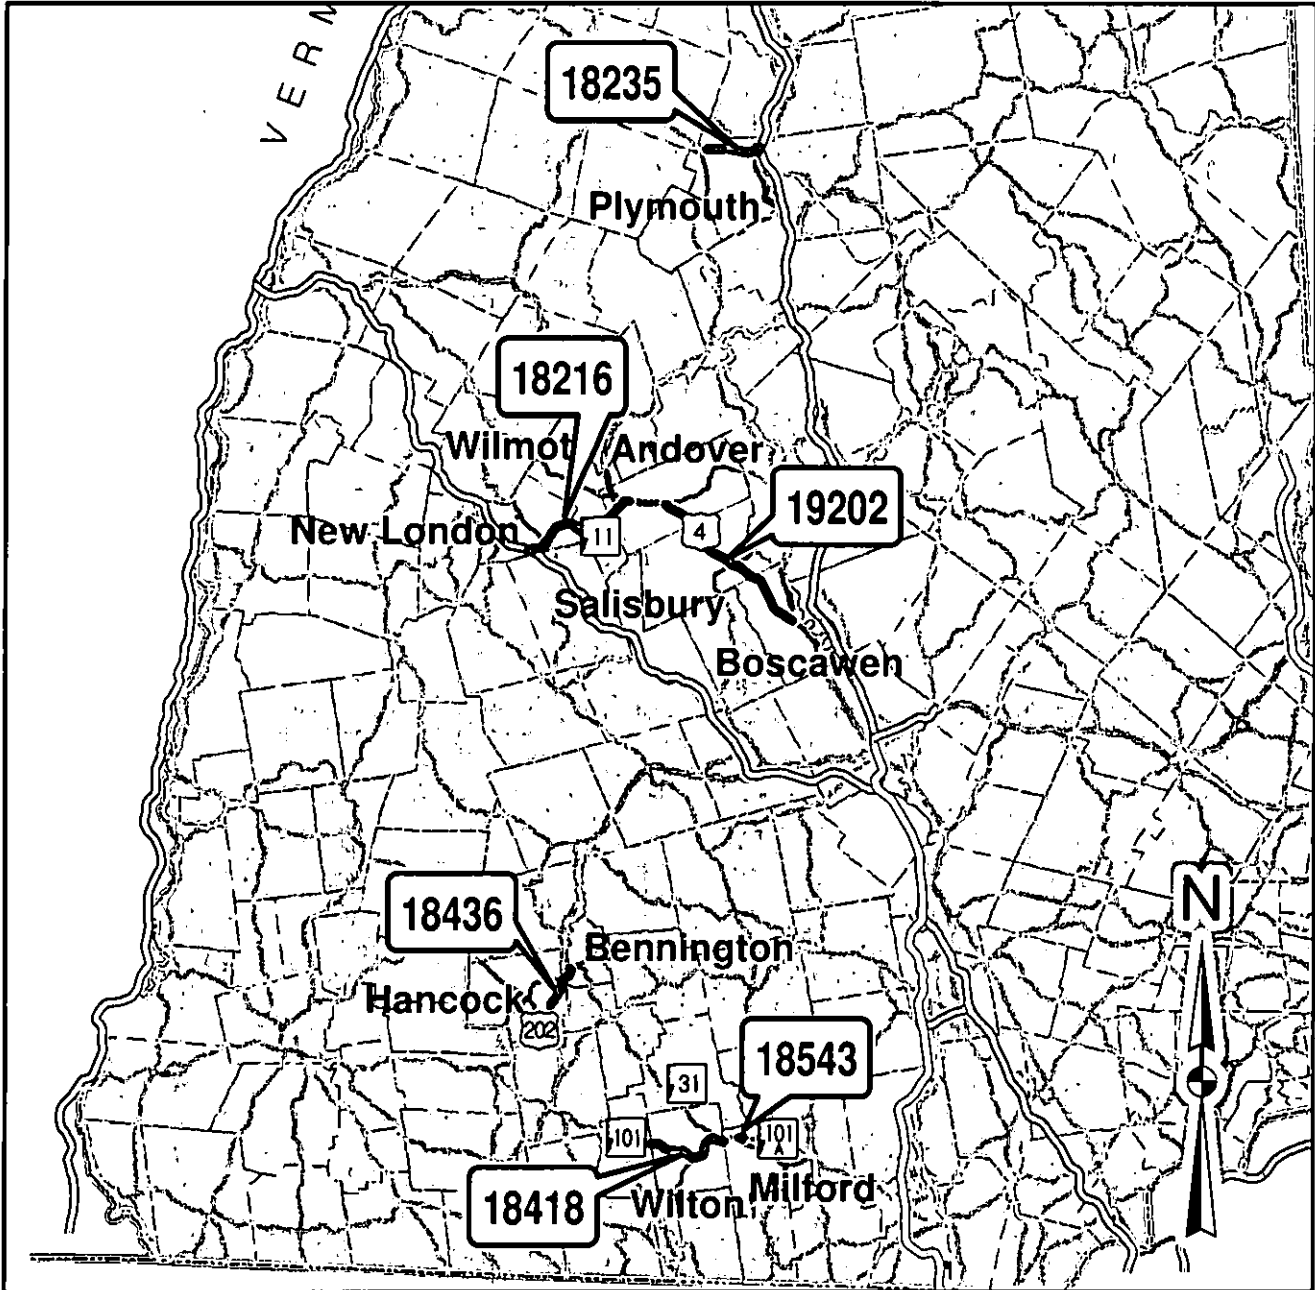 VERM
18235
Plymouth
18216
Wilmot
Andover
19202
New London
11
4
Salisbury
Boscawen
18436
Bennington
N
Hancock
202
18543
31
101
101
A
18418
Wilton
Milford